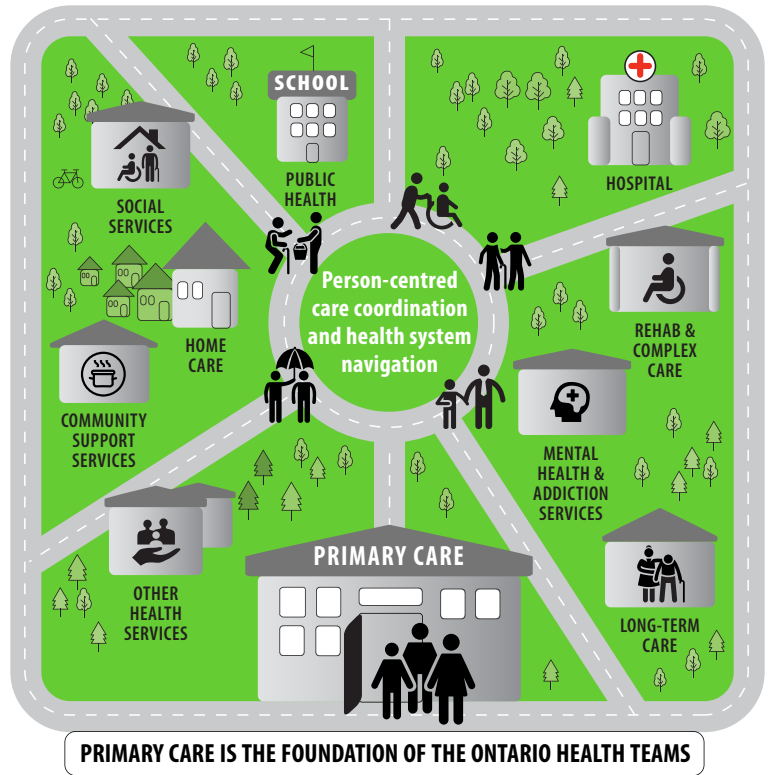 SCHOOL
PUBLIC
HEALTH
HOSPITAL
SOCIAL
SERVICES
Person-centred
care coordination
and health system
navigation
HOME
CARE
REHAB &
COMPLEX
CARE
COMMUNITY
SUPPORT
SERVICES
MENTAL
HEALTH &
ADDICTION
SERVICES
PRIMARY CARE
OTHER
HEALTH
SERVICES
LONG-TERM
CARE
PRIMARY CARE IS THE FOUNDATION OF THE ONTARIO HEALTH TEAMS